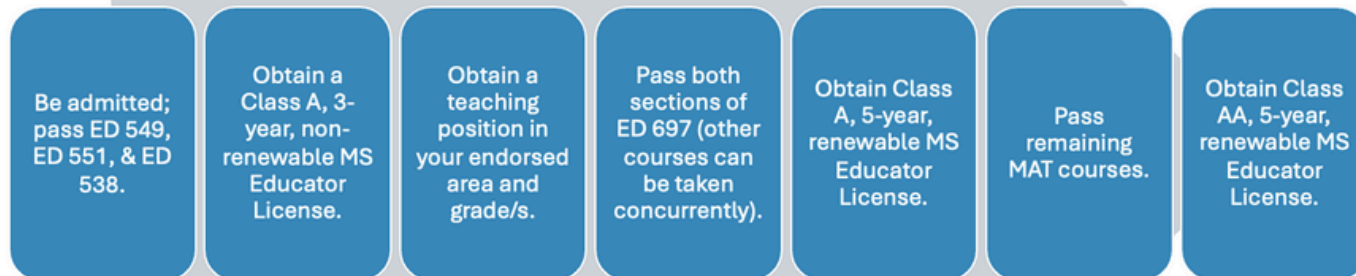 Be admitted;
pass ED 549,
ED 551, & ED
538.
Obtain a
Class A, 3-
year, non-
renewable MS
Educator
License.
Obtain a
teaching
position in
your endorsed
area and
grade/s.
Pass both
sections of
ED 697 (other
courses can
be taken
concurrently).
Obtain Class
A, 5-year,
renewable MS
Educator
License.
Pass
remaining
MAT courses.
Obtain Class
AA, 5-year,
renewable MS
Educator
License.